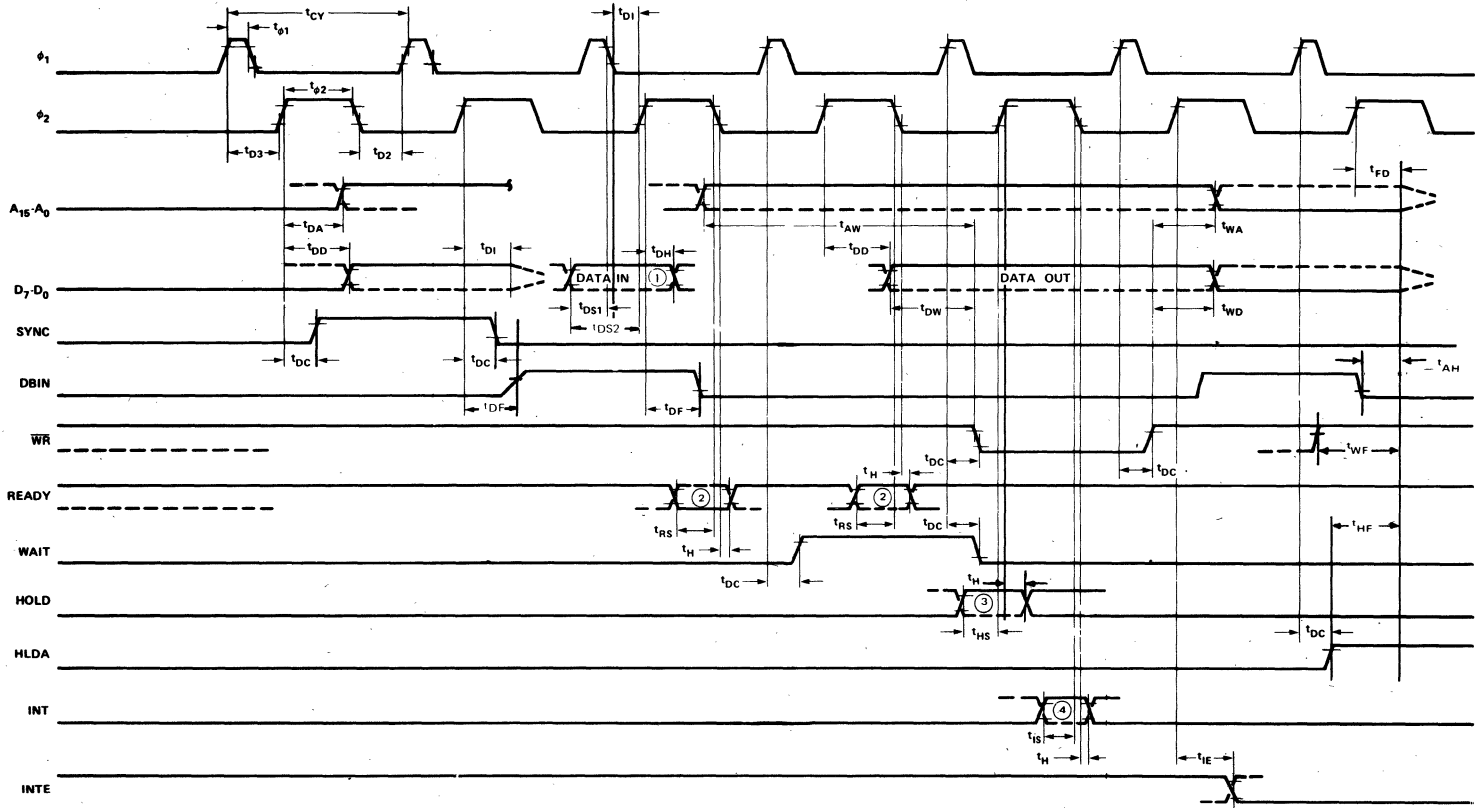 tCY
tDI
tφ1
φ1
tφ2
φ2
tD3
tD2
tFD
A15-A0
tDA
tAW
tWA
tDD
tDI
tDH
tDD
D7-D0
DATA IN
1
DATA OUT
tDS1
tDW
tWD
tDS2
SYNC
tDC
tDC
tAH
DBIN
tDF
tDF
WR
tWF
tH
tDC
tDC
READY
2
2
tRS
tRS
tDC
tHF
WAIT
tH
tDC
tH
HOLD
3
tHS
tDC
HLDA
INT
4
tIS
tH
tIE
INTE